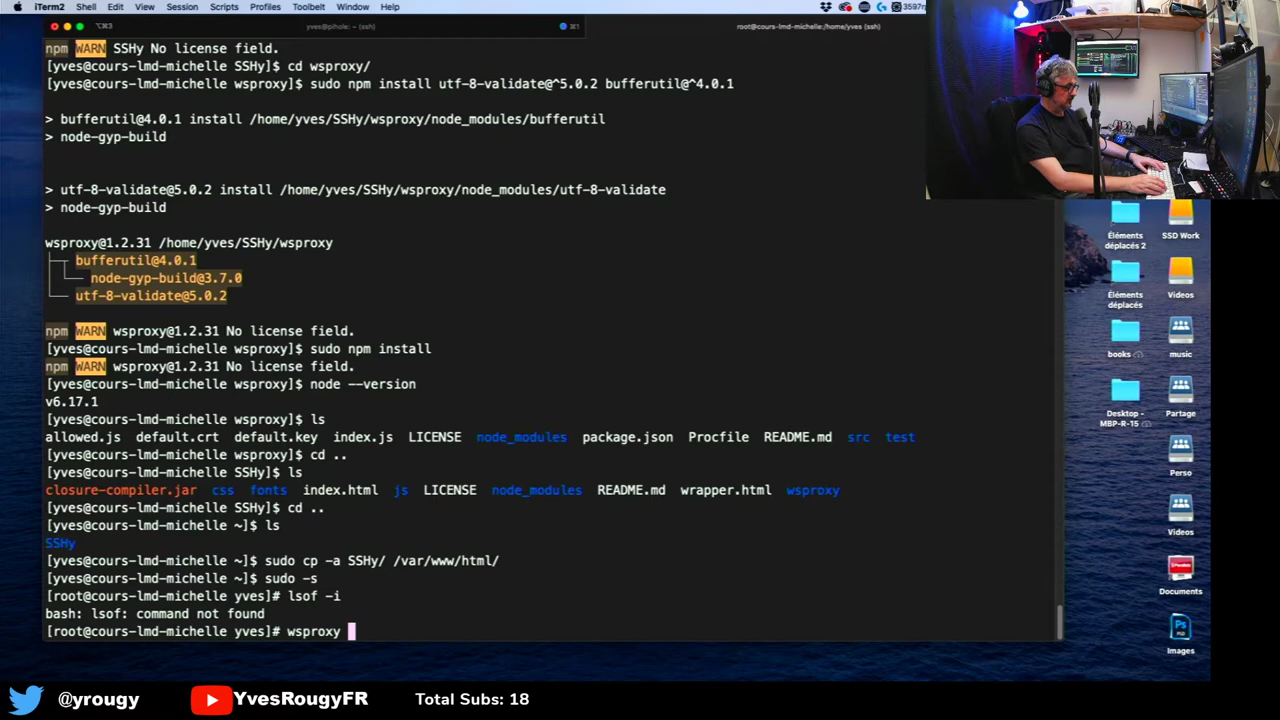 iTerm2 Shell Edit View Session Scripts Profiles Toolbelt Window Help
⌥⌘3 yves@pihole: ~ (ssh) ⌘1 root@cours-lmd-michelle:/home/yves (ssh)
npm WARN SSHy No license field.
[yves@cours-lmd-michelle SSHy]$ cd wsproxy/
[yves@cours-lmd-michelle wsproxy]$ sudo npm install utf-8-validate@^5.0.2 bufferutil@^4.0.1
> bufferutil@4.0.1 install /home/yves/SSHy/wsproxy/node_modules/bufferutil
> node-gyp-build
> utf-8-validate@5.0.2 install /home/yves/SSHy/wsproxy/node_modules/utf-8-validate
> node-gyp-build
wsproxy@1.2.31 /home/yves/SSHy/wsproxy
├─┬ bufferutil@4.0.1
│ └── node-gyp-build@3.7.0
└── utf-8-validate@5.0.2
npm WARN wsproxy@1.2.31 No license field.
[yves@cours-lmd-michelle wsproxy]$ sudo npm install
npm WARN wsproxy@1.2.31 No license field.
[yves@cours-lmd-michelle wsproxy]$ node --version
v6.17.1
[yves@cours-lmd-michelle wsproxy]$ ls
allowed.js default.crt default.key index.js LICENSE node_modules package.json Procfile README.md src test
[yves@cours-lmd-michelle wsproxy]$ cd ..
[yves@cours-lmd-michelle SSHy]$ ls
closure-compiler.jar css fonts index.html js LICENSE node_modules README.md wrapper.html wsproxy
[yves@cours-lmd-michelle SSHy]$ cd ..
[yves@cours-lmd-michelle ~]$ ls
SSHy
[yves@cours-lmd-michelle ~]$ sudo cp -a SSHy/ /var/www/html/
[yves@cours-lmd-michelle ~]$ sudo -s
[root@cours-lmd-michelle yves]# lsof -i
bash: lsof: command not found
[root@cours-lmd-michelle yves]# wsproxy
Éléments déplacés 2
SSD Work
Éléments déplacés
Videos
books
music
Desktop - MBP-R-15
Partage
Perso
Videos
Documents
Images
@yrougy YvesRougyFR Total Subs: 18